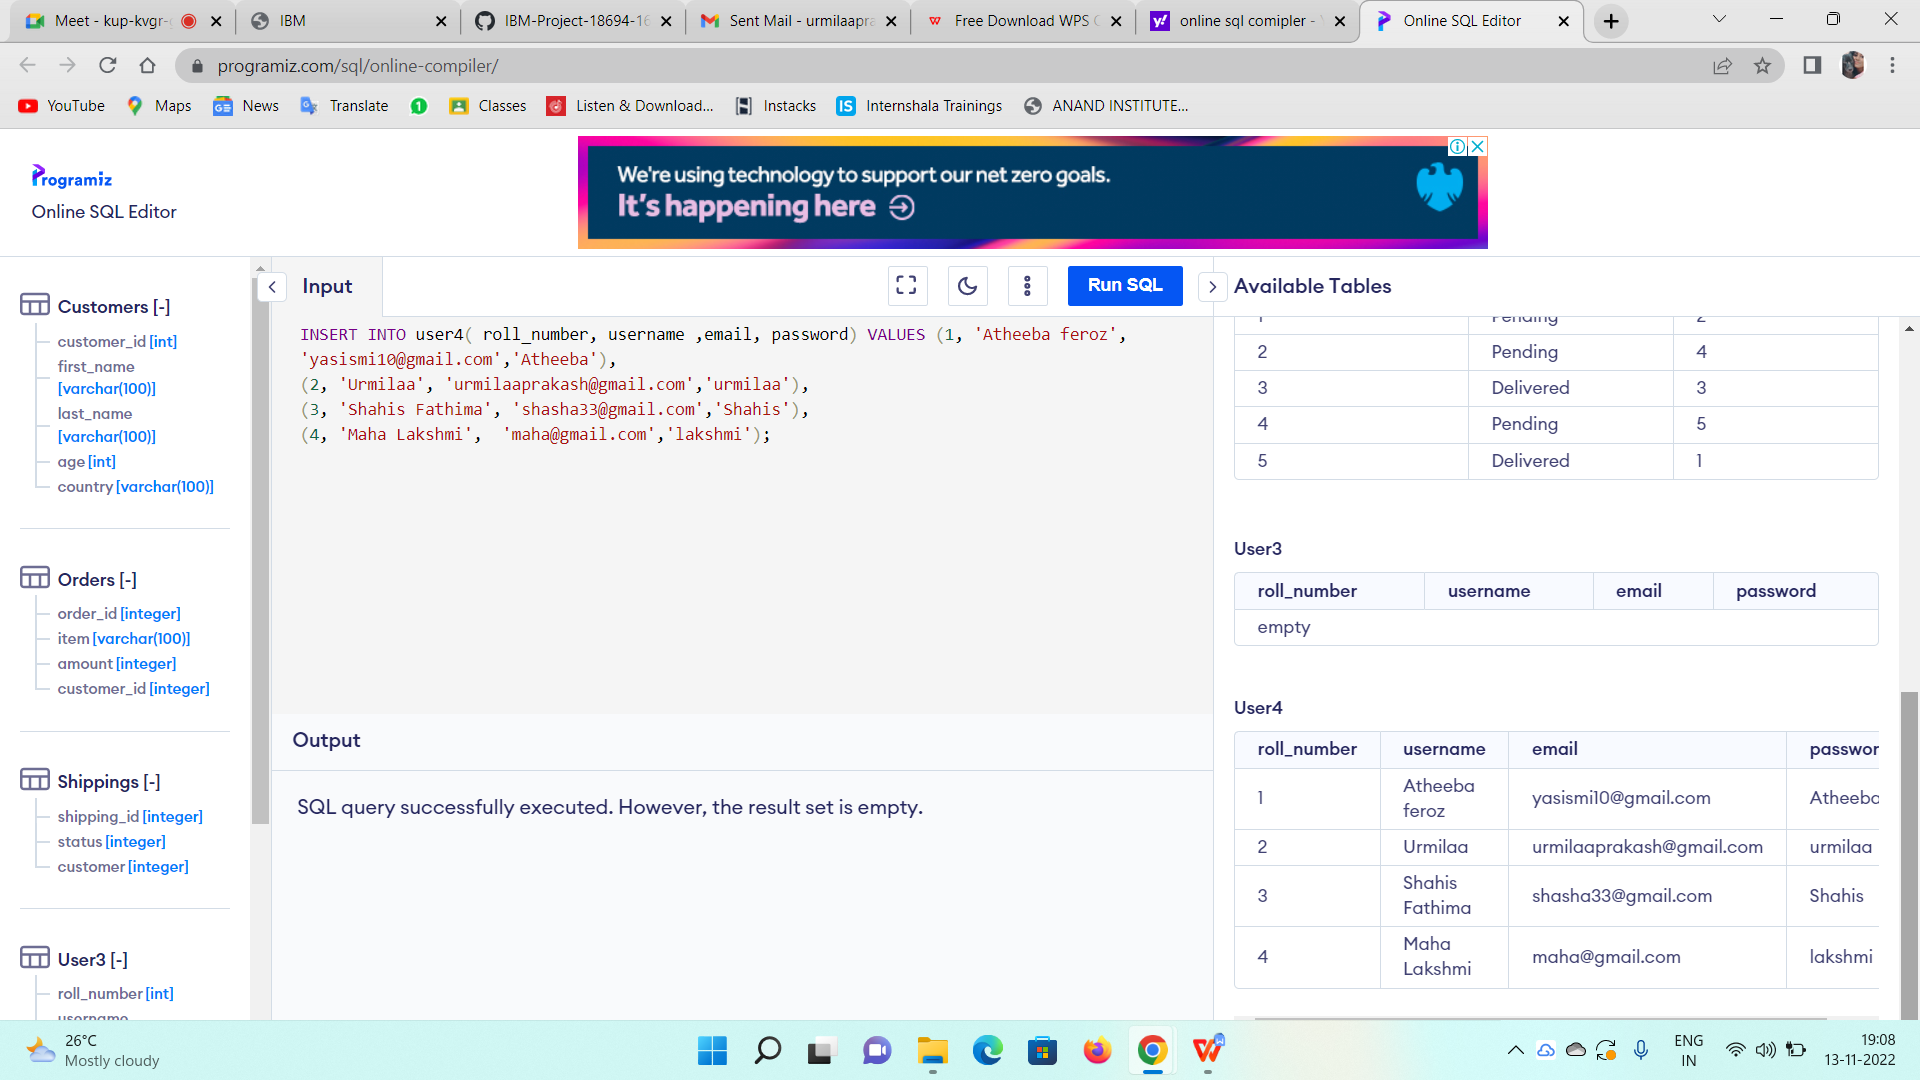 Meet - kup-kvgr-
IBM
IBM-Project-18694-16
Sent Mail - urmilaapra
Free Download WPS O
online sql comipler - Y
Online SQL Editor
programiz.com/sql/online-compiler/
YouTube
Maps
News
Translate
1
Classes
Listen & Download...
Instacks
IS
Internshala Trainings
ANAND INSTITUTE...
Programiz
Online SQL Editor
We're using technology to support our net zero goals.
It's happening here
Customers [-]
customer_id [int]
first_name
[varchar(100)]
last_name
[varchar(100)]
age [int]
country [varchar(100)]
Orders [-]
order_id [integer]
item [varchar(100)]
amount [integer]
customer_id [integer]
Shippings [-]
shipping_id [integer]
status [integer]
customer [integer]
User3 [-]
roll_number [int]
username
Input
Run SQL
INSERT INTO user4( roll_number, username ,email, password) VALUES (1, 'Atheeba feroz',
'yasismi10@gmail.com','Atheeba'),
(2, 'Urmilaa', 'urmilaaprakash@gmail.com','urmilaa'),
(3, 'Shahis Fathima', 'shasha33@gmail.com','Shahis'),
(4, 'Maha Lakshmi',  'maha@gmail.com','lakshmi');
Output
SQL query successfully executed. However, the result set is empty.
Available Tables
1 Pending 2
2 Pending 4
3 Delivered 3
4 Pending 5
5 Delivered 1
User3
roll_number username email password
empty
User4
roll_number username email passwor
1 Atheeba feroz yasismi10@gmail.com Atheeba
2 Urmilaa urmilaaprakash@gmail.com urmilaa
3 Shahis Fathima shasha33@gmail.com Shahis
4 Maha Lakshmi maha@gmail.com lakshmi
26°C
Mostly cloudy
ENG
IN
19:08
13-11-2022